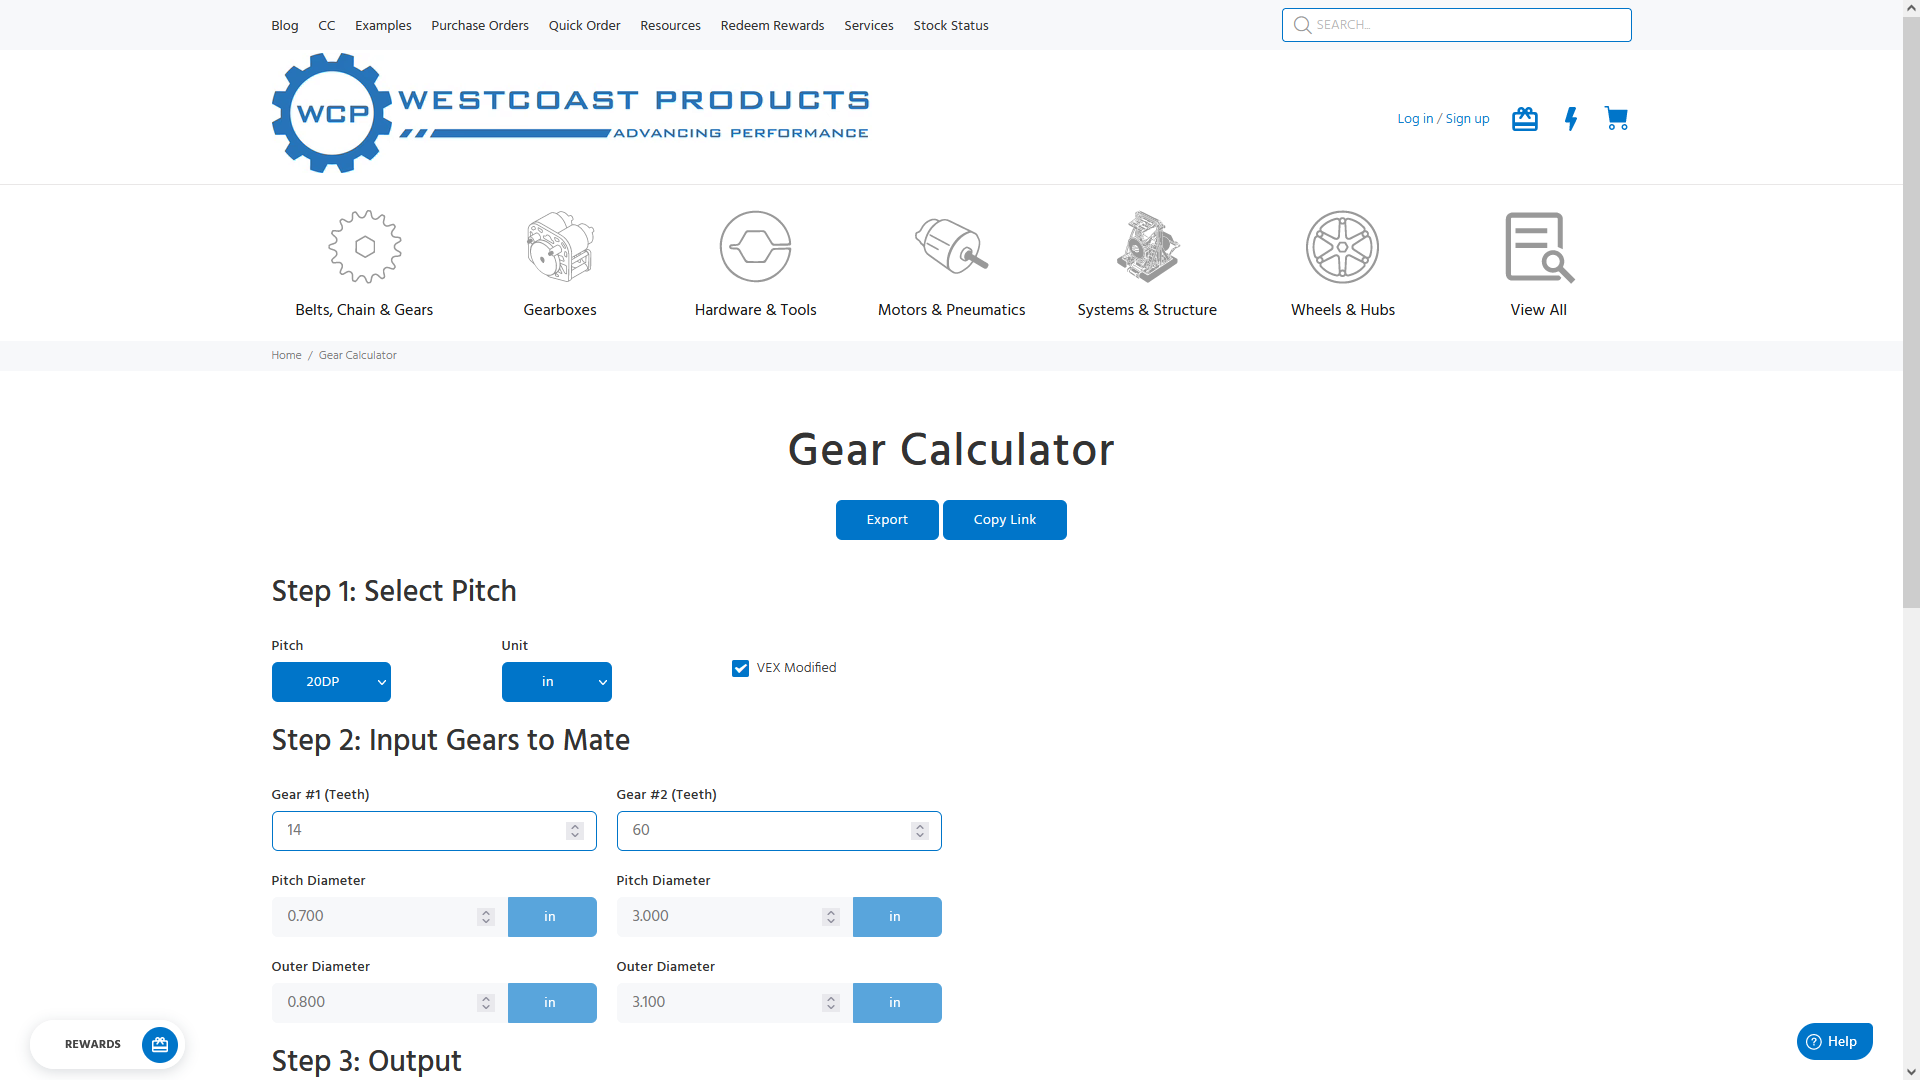 Blog CC Examples Purchase Orders Quick Order Resources Redeem Rewards Services Stock Status
SEARCH...
WCP WESTCOAST PRODUCTS
ADVANCING PERFORMANCE
Log in / Sign up
Belts, Chain & Gears Gearboxes Hardware & Tools Motors & Pneumatics Systems & Structure Wheels & Hubs View All
Home / Gear Calculator
Gear Calculator
Export Copy Link
Step 1: Select Pitch
Pitch Unit
VEX Modified
20DP in
Step 2: Input Gears to Mate
Gear #1 (Teeth) Gear #2 (Teeth)
14 60
Pitch Diameter Pitch Diameter
0.700 in 3.000 in
Outer Diameter Outer Diameter
0.800 in 3.100 in
Step 3: Output
REWARDS
Help